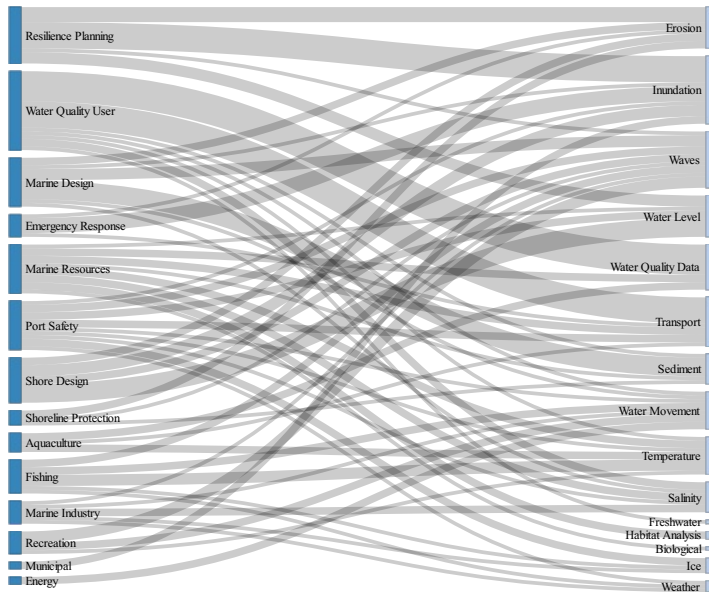 Resilience Planning
Water Quality User
Marine Design
Emergency Response
Marine Resources
Port Safety
Shore Design
Shoreline Protection
Aquaculture
Fishing
Marine Industry
Recreation
Municipal
Energy
Erosion
Inundation
Waves
Water Level
Water Quality Data
Transport
Sediment
Water Movement
Temperature
Salinity
Freshwater
Habitat Analysis
Biological
Ice
Weather